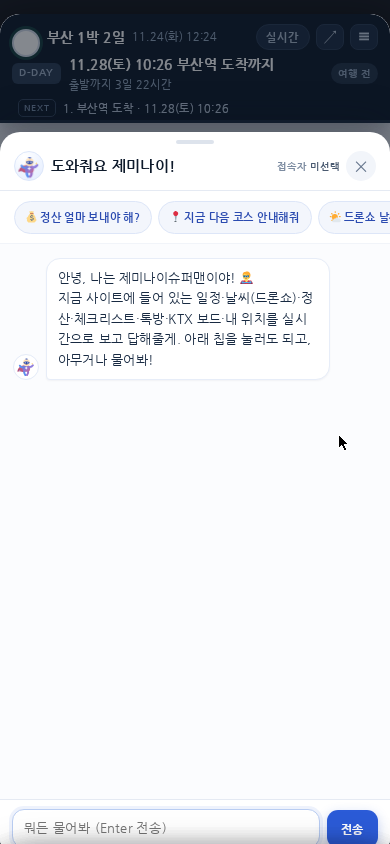 부산 1박 2일 11.24(화) 12:24 실시간
D-DAY 11.28(토) 10:26 부산역 도착까지 여행 전
출발까지 3일 22시간
NEXT 1. 부산역 도착 · 11.28(토) 10:26
도와줘요 제미나이! 접속자 미선택
💰정산 얼마 보내야 해? 📍지금 다음 코스 안내해줘 🌤️드론쇼 날
안녕, 나는 제미나이슈퍼맨이야! 🦸‍♂️
지금 사이트에 들어 있는 일정·날씨(드론쇼)·정
산·체크리스트·톡방·KTX 보드·내 위치를 실시
간으로 보고 답해줄게. 아래 칩을 눌러도 되고,
아무거나 물어봐!
뭐든 물어봐 (Enter 전송) 전송